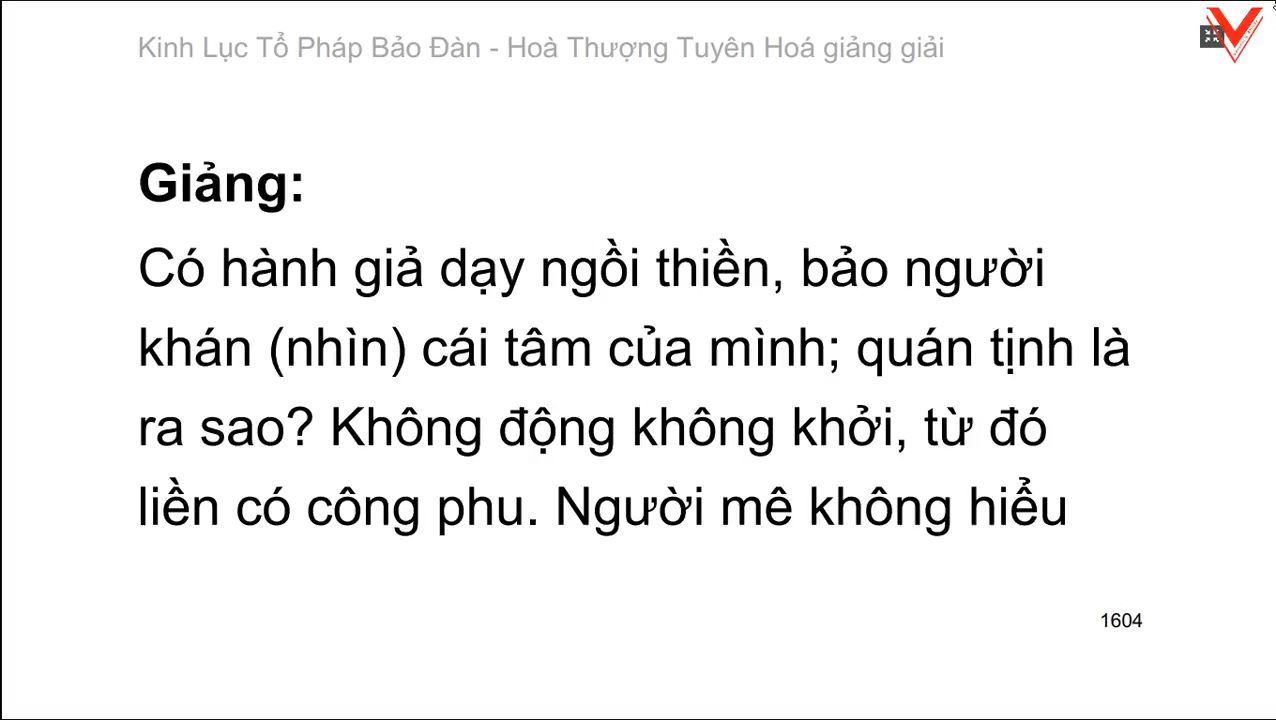 Kinh Lục Tổ Pháp Bảo Đàn - Hoà Thượng Tuyên Hoá giảng giải
Giảng:
Có hành giả dạy ngồi thiền, bảo người
khán (nhìn) cái tâm của mình; quán tịnh là
ra sao? Không động không khởi, từ đó
liền có công phu. Người mê không hiểu
1604